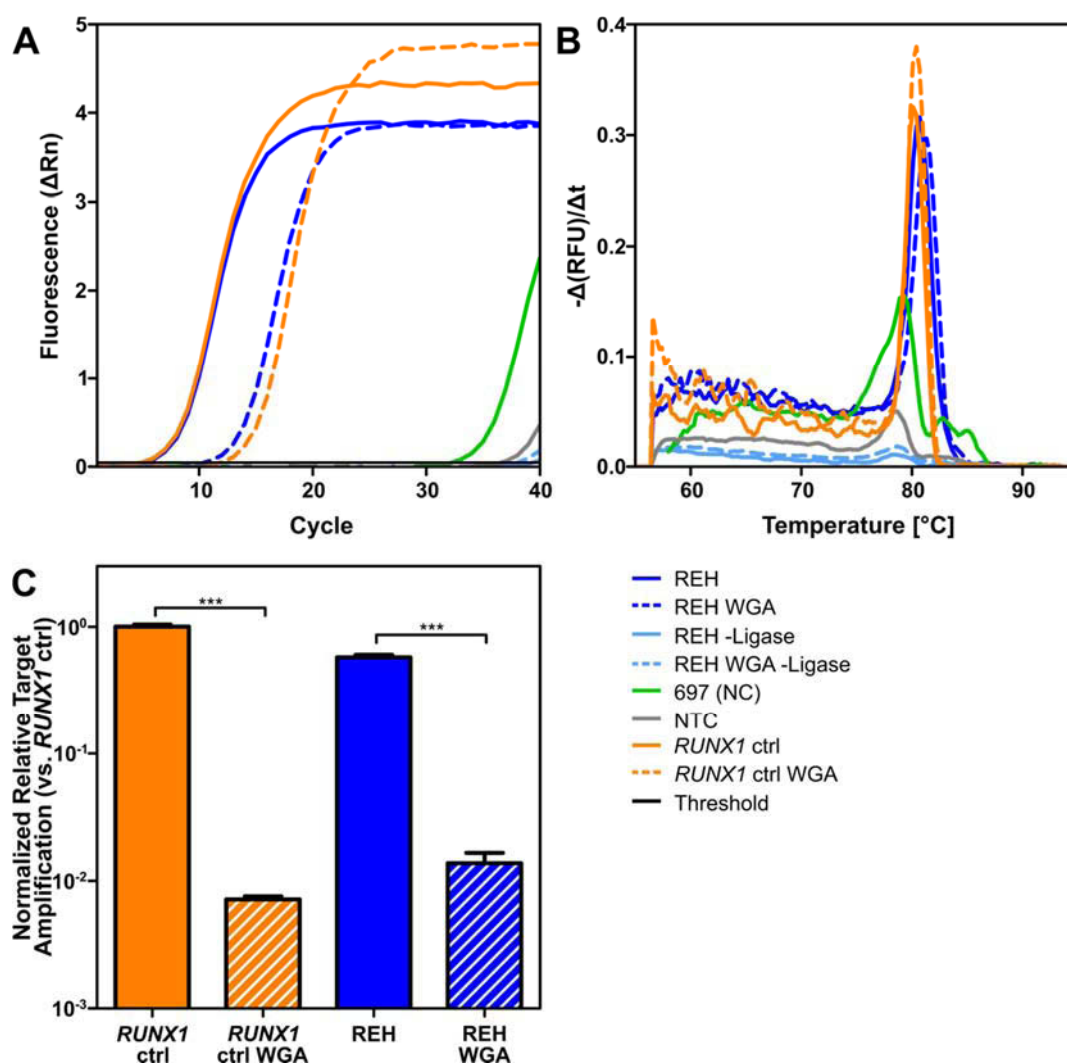 A
5
4
3
2
1
0
Fluorescence (ΔRn)
10
20
30
40
Cycle
B
-0.4
0.3
0.2
0.1
0.0
-Δ(RFU)/Δt
60
70
80
90
Temperature [°C]
C
10⁰
10⁻¹
10⁻²
10⁻³
Normalized Relative Target
Amplification (vs. RUNX1 ctrl)
***
***
RUNX1
ctrl
RUNX1
ctrl WGA
REH
REH
WGA
REH
REH WGA
REH -Ligase
REH WGA -Ligase
697 (NC)
NTC
RUNX1 ctrl
RUNX1 ctrl WGA
Threshold